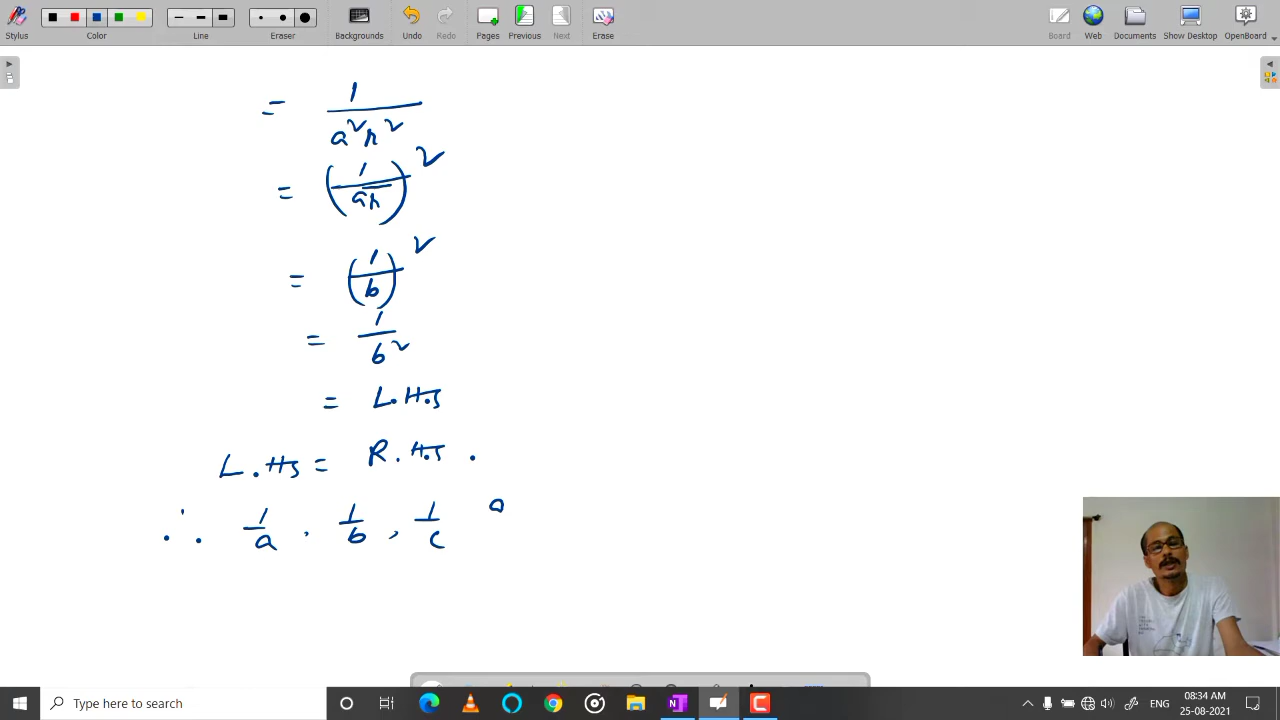 Stylus Color Line Eraser Backgrounds Undo Redo Pages Previous Next Erase Board Web Documents Show Desktop OpenBoard
= 1/a²r²
= (1/ar)²
= (1/b)²
= 1/b²
= L.H.S
L.HS = R.H.S.
∴ 1/a, 1/b, 1/c a
Type here to search
ENG
08:34 AM
25-08-2021